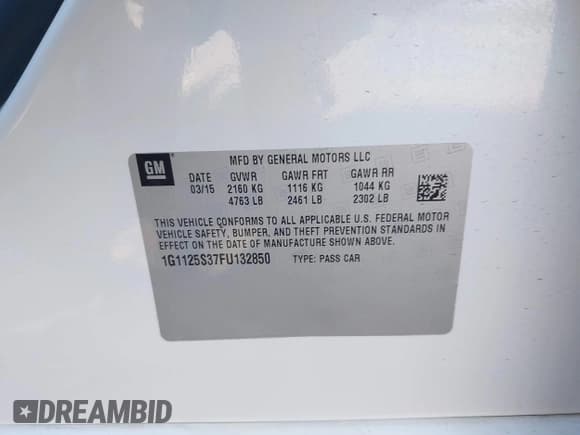 GM
MFD BY GENERAL MOTORS LLC
DATE GVWR GAWR FRT GAWR RR
03/15 2160 KG 1116 KG 1044 KG
4763 LB 2461 LB 2302 LB
THIS VEHICLE CONFORMS TO ALL APPLICABLE U.S. FEDERAL MOTOR
VEHICLE SAFETY, BUMPER, AND THEFT PREVENTION STANDARDS IN
EFFECT ON THE DATE OF MANUFACTURE SHOWN ABOVE.
1G1125S37FU132850 TYPE: PASS CAR
DREAMBID